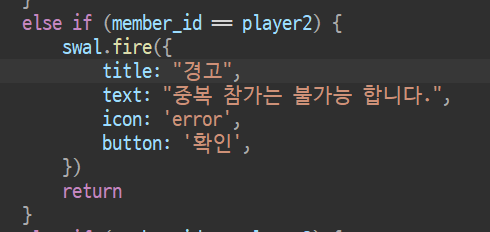 }
else if (member_id == player2) {
swal.fire({
title: "경고",
text: "중복 참가는 불가능 합니다.",
icon: 'error',
button: '확인',
})
return
}